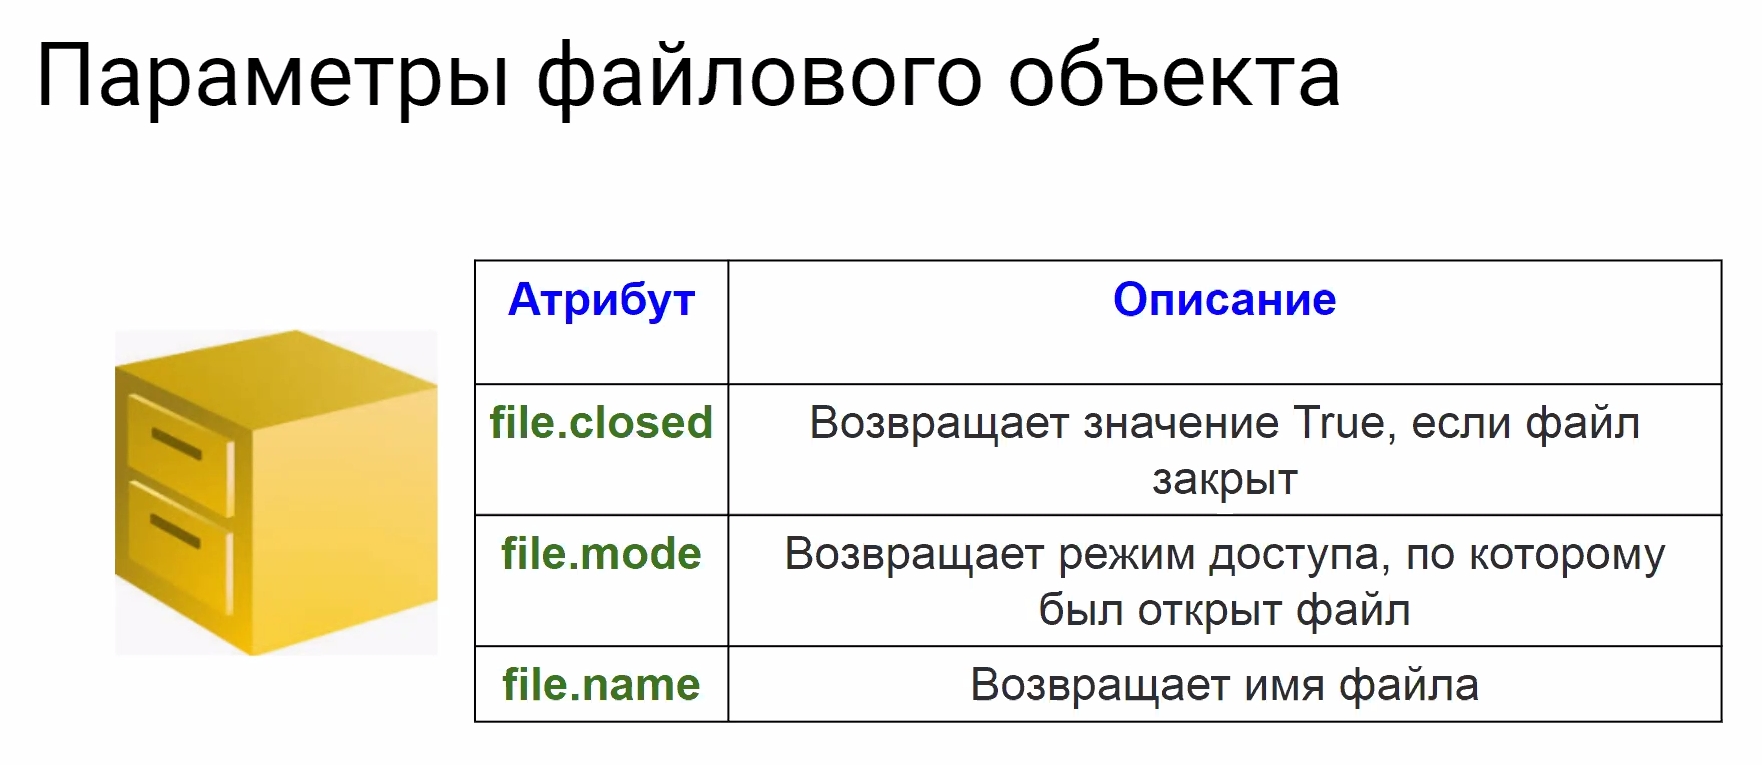 Параметры файлового объекта
Атрибут
Описание
file.closed
Возвращает значение True, если файл
закрыт
file.mode
Возвращает режим доступа, по которому
был открыт файл
file.name
Возвращает имя файла